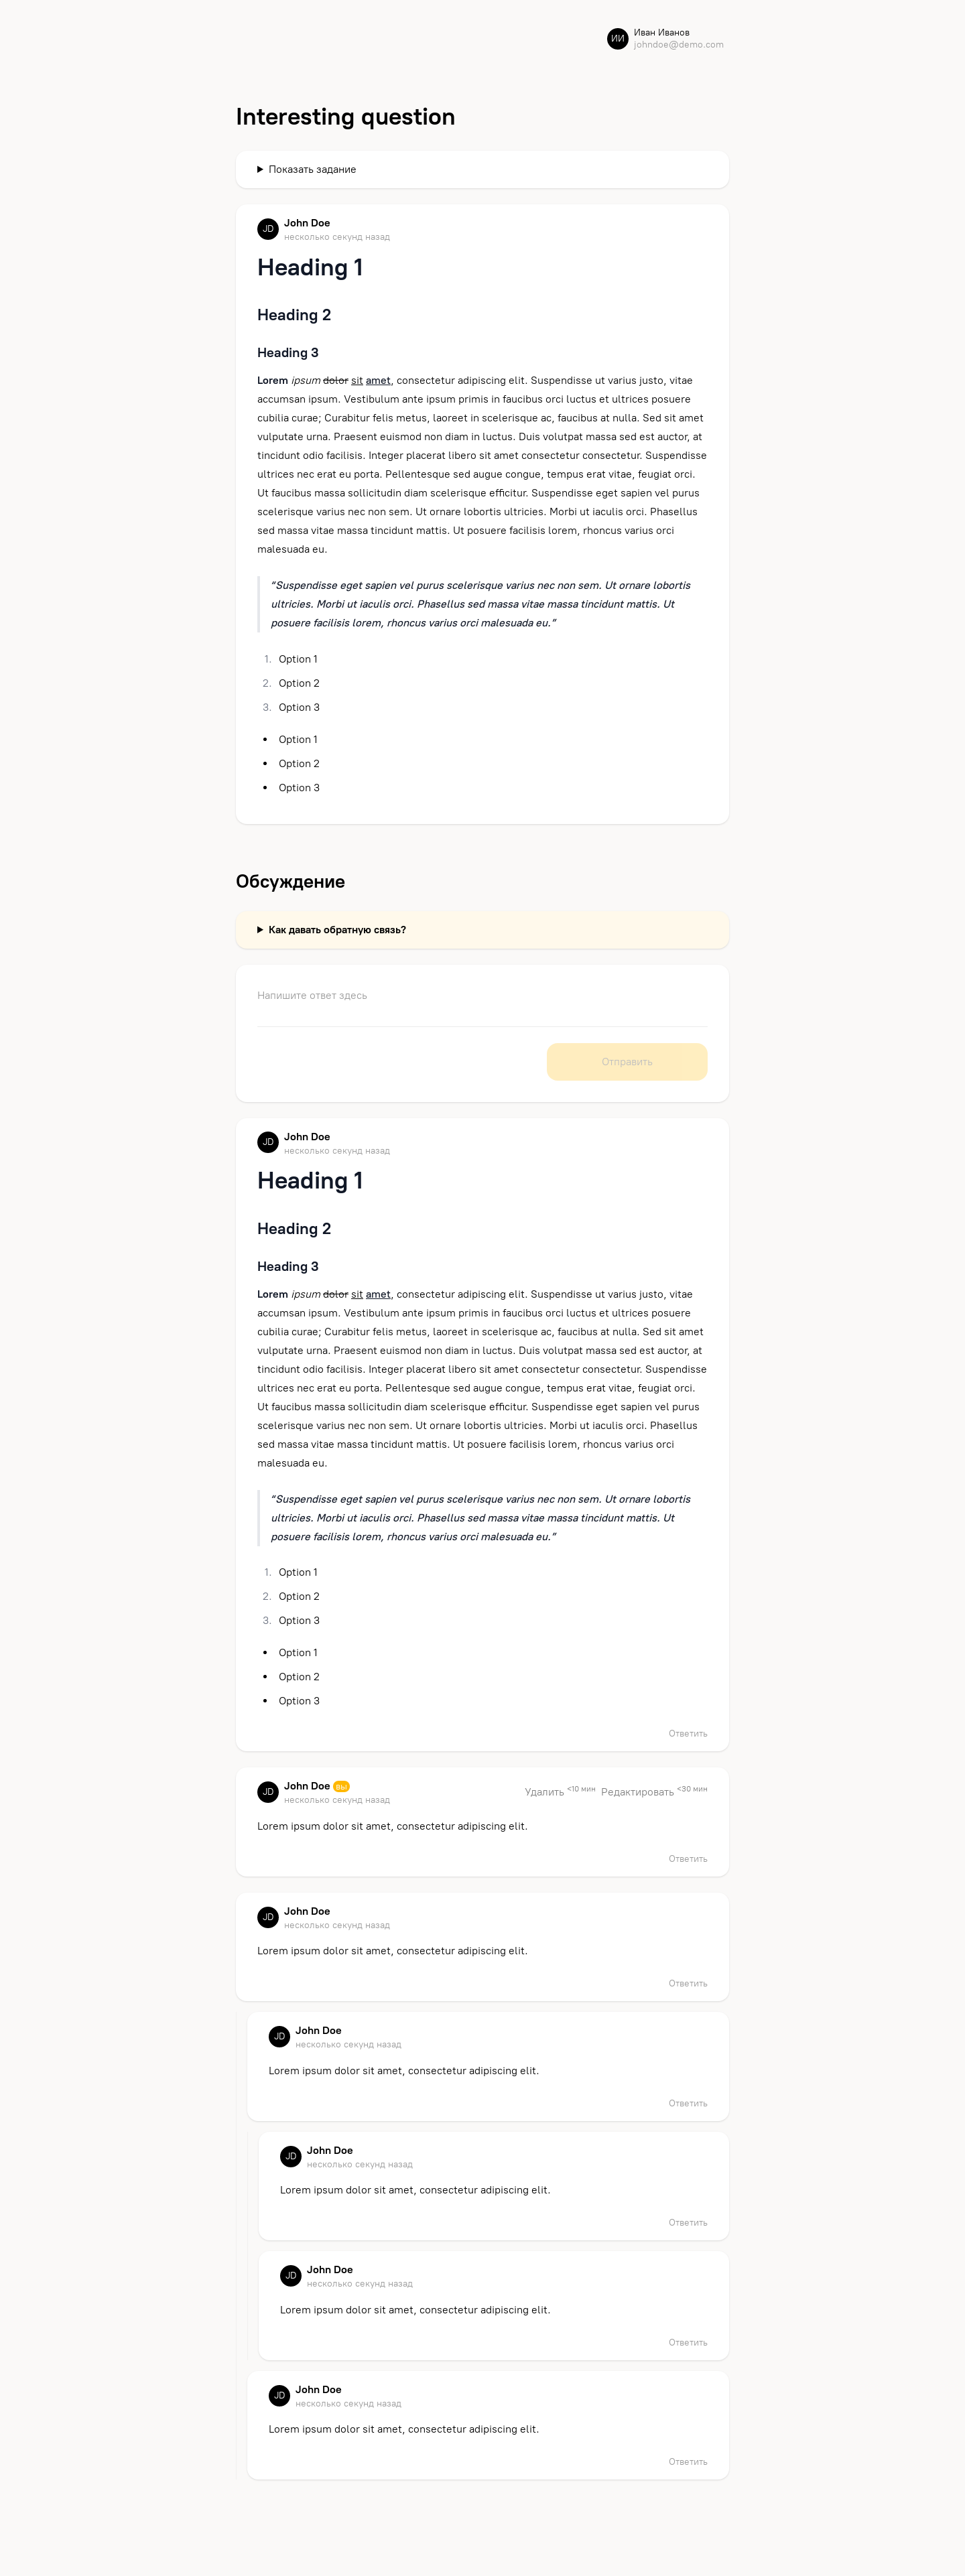 ИИ Иван Иванов
johndoe@demo.com
Interesting question
Показать задание
JD John Doe
несколько секунд назад
Heading 1
Heading 2
Heading 3
Lorem ipsum dolor sit amet, consectetur adipiscing elit. Suspendisse ut varius justo, vitae
accumsan ipsum. Vestibulum ante ipsum primis in faucibus orci luctus et ultrices posuere
cubilia curae; Curabitur felis metus, laoreet in scelerisque ac, faucibus at nulla. Sed sit amet
vulputate urna. Praesent euismod non diam in luctus. Duis volutpat massa sed est auctor, at
tincidunt odio facilisis. Integer placerat libero sit amet consectetur consectetur. Suspendisse
ultrices nec erat eu porta. Pellentesque sed augue congue, tempus erat vitae, feugiat orci.
Ut faucibus massa sollicitudin diam scelerisque efficitur. Suspendisse eget sapien vel purus
scelerisque varius nec non sem. Ut ornare lobortis ultricies. Morbi ut iaculis orci. Phasellus
sed massa vitae massa tincidunt mattis. Ut posuere facilisis lorem, rhoncus varius orci
malesuada eu.
“Suspendisse eget sapien vel purus scelerisque varius nec non sem. Ut ornare lobortis
ultricies. Morbi ut iaculis orci. Phasellus sed massa vitae massa tincidunt mattis. Ut
posuere facilisis lorem, rhoncus varius orci malesuada eu.”
1. Option 1
2. Option 2
3. Option 3
• Option 1
• Option 2
• Option 3
Обсуждение
Как давать обратную связь?
Напишите ответ здесь
Отправить
JD John Doe
несколько секунд назад
Heading 1
Heading 2
Heading 3
Lorem ipsum dolor sit amet, consectetur adipiscing elit. Suspendisse ut varius justo, vitae
accumsan ipsum. Vestibulum ante ipsum primis in faucibus orci luctus et ultrices posuere
cubilia curae; Curabitur felis metus, laoreet in scelerisque ac, faucibus at nulla. Sed sit amet
vulputate urna. Praesent euismod non diam in luctus. Duis volutpat massa sed est auctor, at
tincidunt odio facilisis. Integer placerat libero sit amet consectetur consectetur. Suspendisse
ultrices nec erat eu porta. Pellentesque sed augue congue, tempus erat vitae, feugiat orci.
Ut faucibus massa sollicitudin diam scelerisque efficitur. Suspendisse eget sapien vel purus
scelerisque varius nec non sem. Ut ornare lobortis ultricies. Morbi ut iaculis orci. Phasellus
sed massa vitae massa tincidunt mattis. Ut posuere facilisis lorem, rhoncus varius orci
malesuada eu.
“Suspendisse eget sapien vel purus scelerisque varius nec non sem. Ut ornare lobortis
ultricies. Morbi ut iaculis orci. Phasellus sed massa vitae massa tincidunt mattis. Ut
posuere facilisis lorem, rhoncus varius orci malesuada eu.”
1. Option 1
2. Option 2
3. Option 3
• Option 1
• Option 2
• Option 3
Ответить
JD John Doe вы
несколько секунд назад
Удалить <10 мин Редактировать <30 мин
Lorem ipsum dolor sit amet, consectetur adipiscing elit.
Ответить
JD John Doe
несколько секунд назад
Lorem ipsum dolor sit amet, consectetur adipiscing elit.
Ответить
JD John Doe
несколько секунд назад
Lorem ipsum dolor sit amet, consectetur adipiscing elit.
Ответить
JD John Doe
несколько секунд назад
Lorem ipsum dolor sit amet, consectetur adipiscing elit.
Ответить
JD John Doe
несколько секунд назад
Lorem ipsum dolor sit amet, consectetur adipiscing elit.
Ответить
JD John Doe
несколько секунд назад
Lorem ipsum dolor sit amet, consectetur adipiscing elit.
Ответить